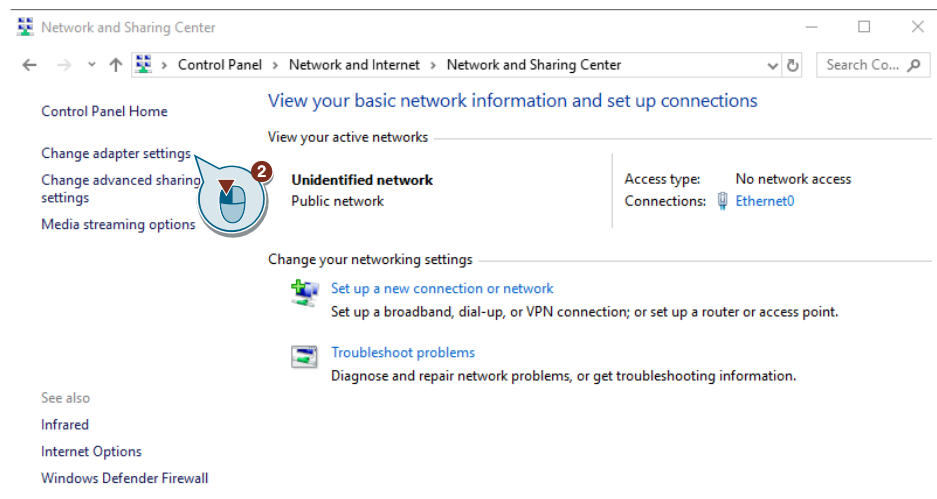 Network and Sharing Center
Control Panel > Network and Internet > Network and Sharing Center
Search Co...
Control Panel Home
Change adapter settings
Change advanced sharing
settings
Media streaming options
2
View your basic network information and set up connections
View your active networks
Unidentified network
Public network
Access type: No network access
Connections: Ethernet0
Change your networking settings
Set up a new connection or network
Set up a broadband, dial-up, or VPN connection; or set up a router or access point.
Troubleshoot problems
Diagnose and repair network problems, or get troubleshooting information.
See also
Infrared
Internet Options
Windows Defender Firewall